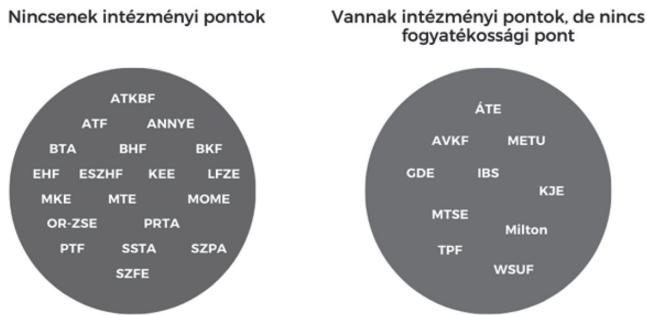 Nincsenek intézményi pontok
ATKBF
ATF ANNYE
BTA BHF BKF
EHF ESZHF KEE LFZE
MKE MTE MOME
OR-ZSE PRTA
PTF SSTA SZPA
SZFE
Vannak intézményi pontok, de nincs
fogyatékossági pont
ÁTE
AVKF METU
GDE IBS
KJE
MTSE
Milton
TPF
WSUF